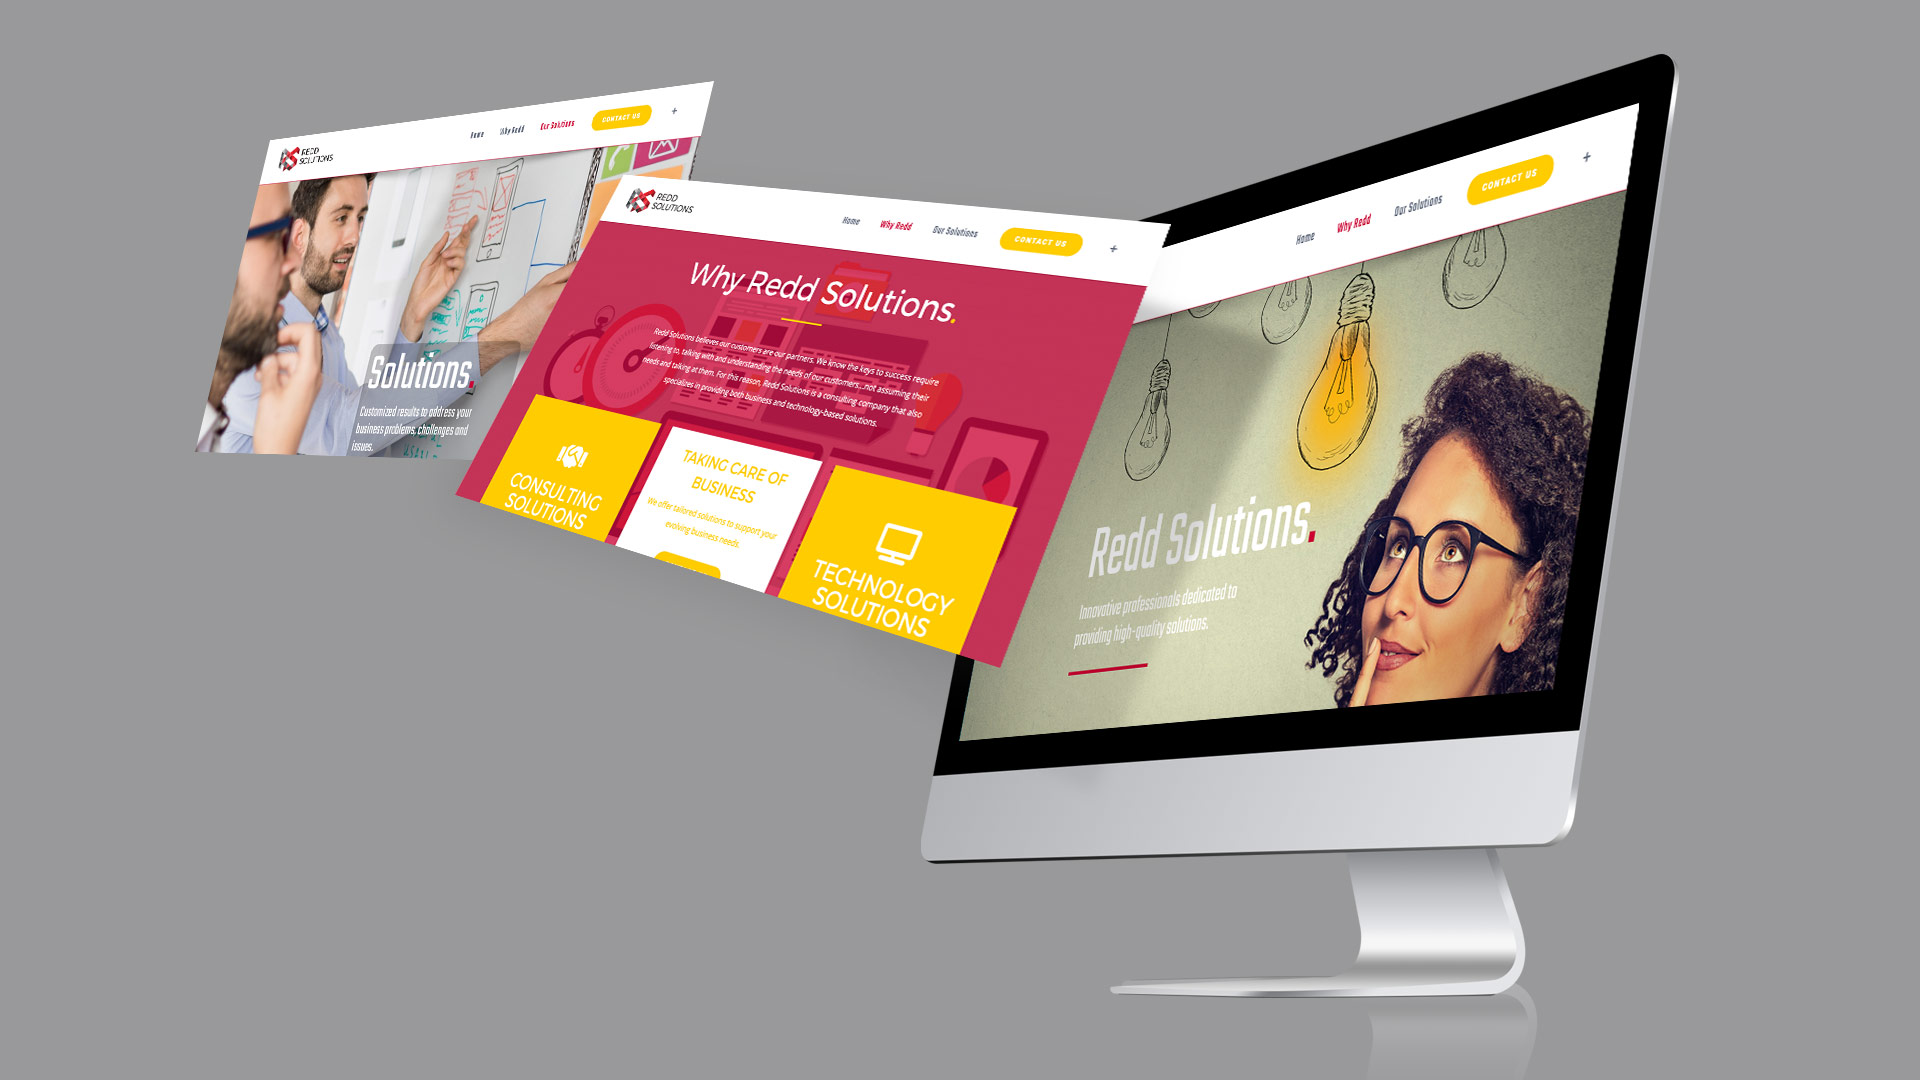 REDD
SOLUTIONS
Home
Why Redd
Our Solutions
CONTACT US
+
Solutions.
Customized results to address your
business problems, challenges and
issues.
REDD
SOLUTIONS
Home
Why Redd
Our Solutions
CONTACT US
+
Why Redd Solutions.
Redd Solutions believes our customers are our partners. We know the keys to success require
listening to, talking with and understanding the needs of our customers...not assuming their
needs and talking at them. For this reason, Redd Solutions is a consulting company that also
specializes in providing both business and technology-based solutions.
CONSULTING
SOLUTIONS
TAKING CARE OF
BUSINESS
We offer tailored solutions to support your
evolving business needs.
TECHNOLOGY
SOLUTIONS
Home
Why Redd
Our Solutions
CONTACT US
+
Redd Solutions.
Innovative professionals dedicated to
providing high-quality solutions.